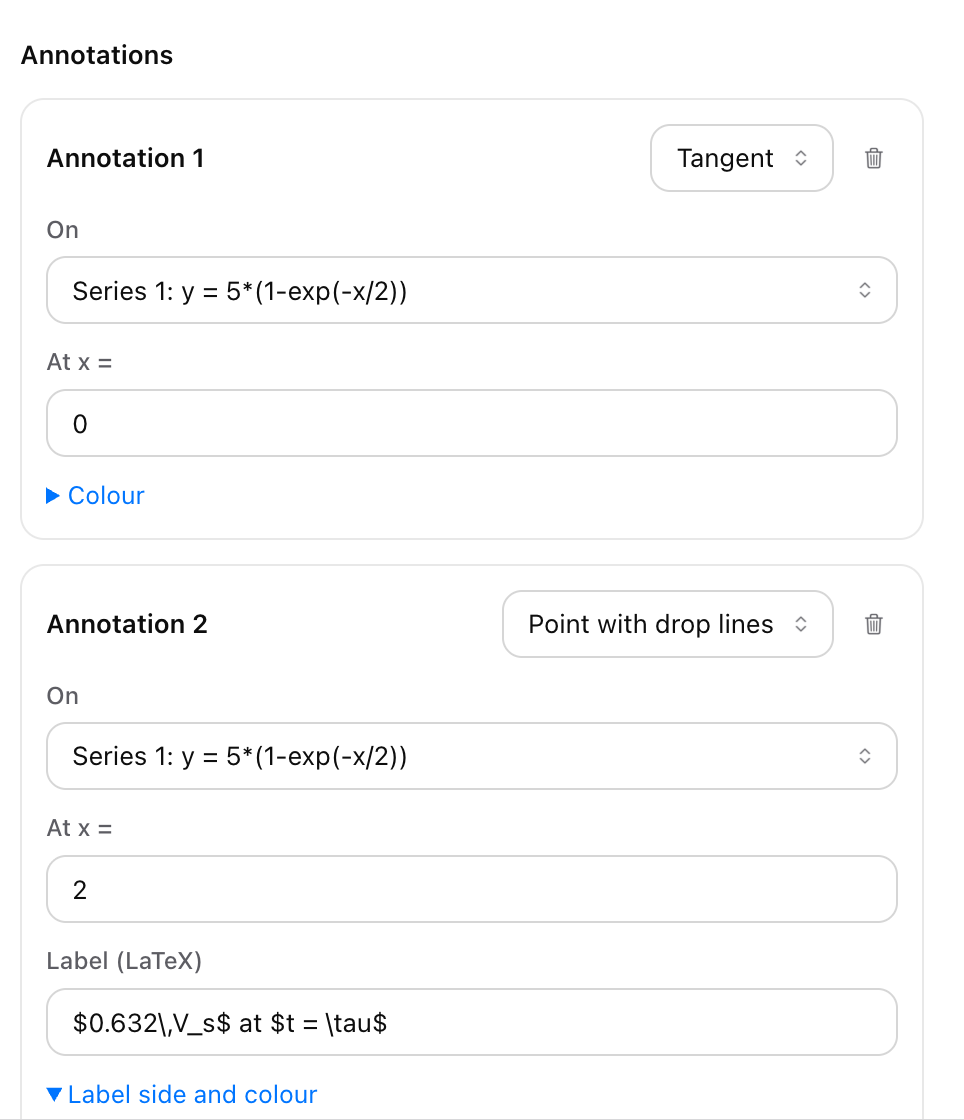 Annotations
Annotation 1
Tangent
On
Series 1: y = 5*(1-exp(-x/2))
At x =
0
Colour
Annotation 2
Point with drop lines
On
Series 1: y = 5*(1-exp(-x/2))
At x =
2
Label (LaTeX)
$0.632\,V_s$ at $t = \tau$
Label side and colour